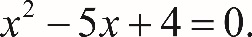 x² − 5x + 4 = 0.